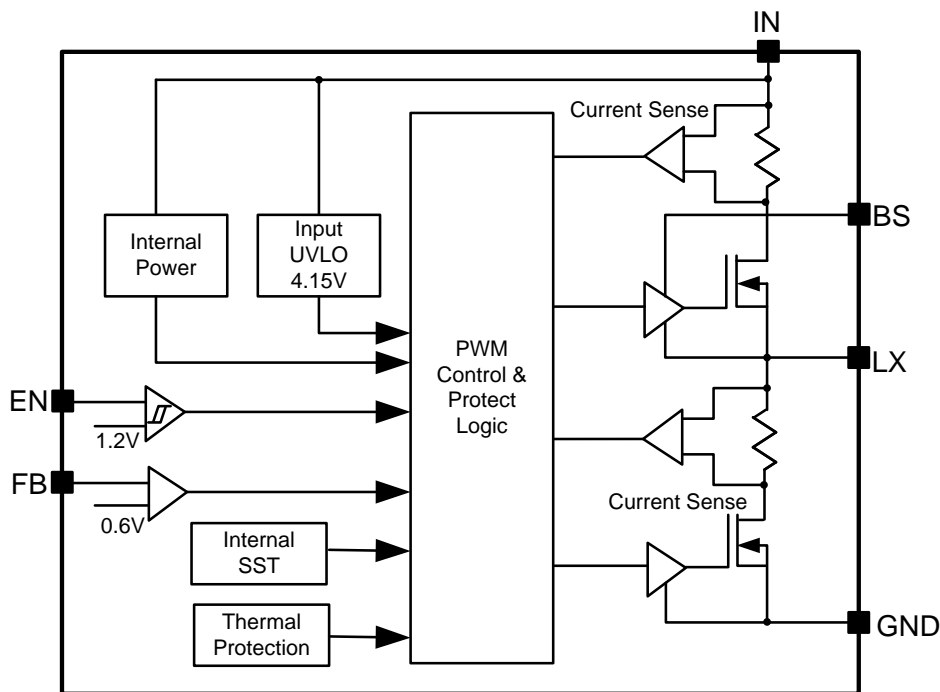 IN
Current Sense
BS
Internal
Power
Input
UVLO
4.15V
PWM
Control &
Protect
Logic
LX
EN
1.2V
FB
0.6V
Current Sense
Internal
SST
Thermal
Protection
GND